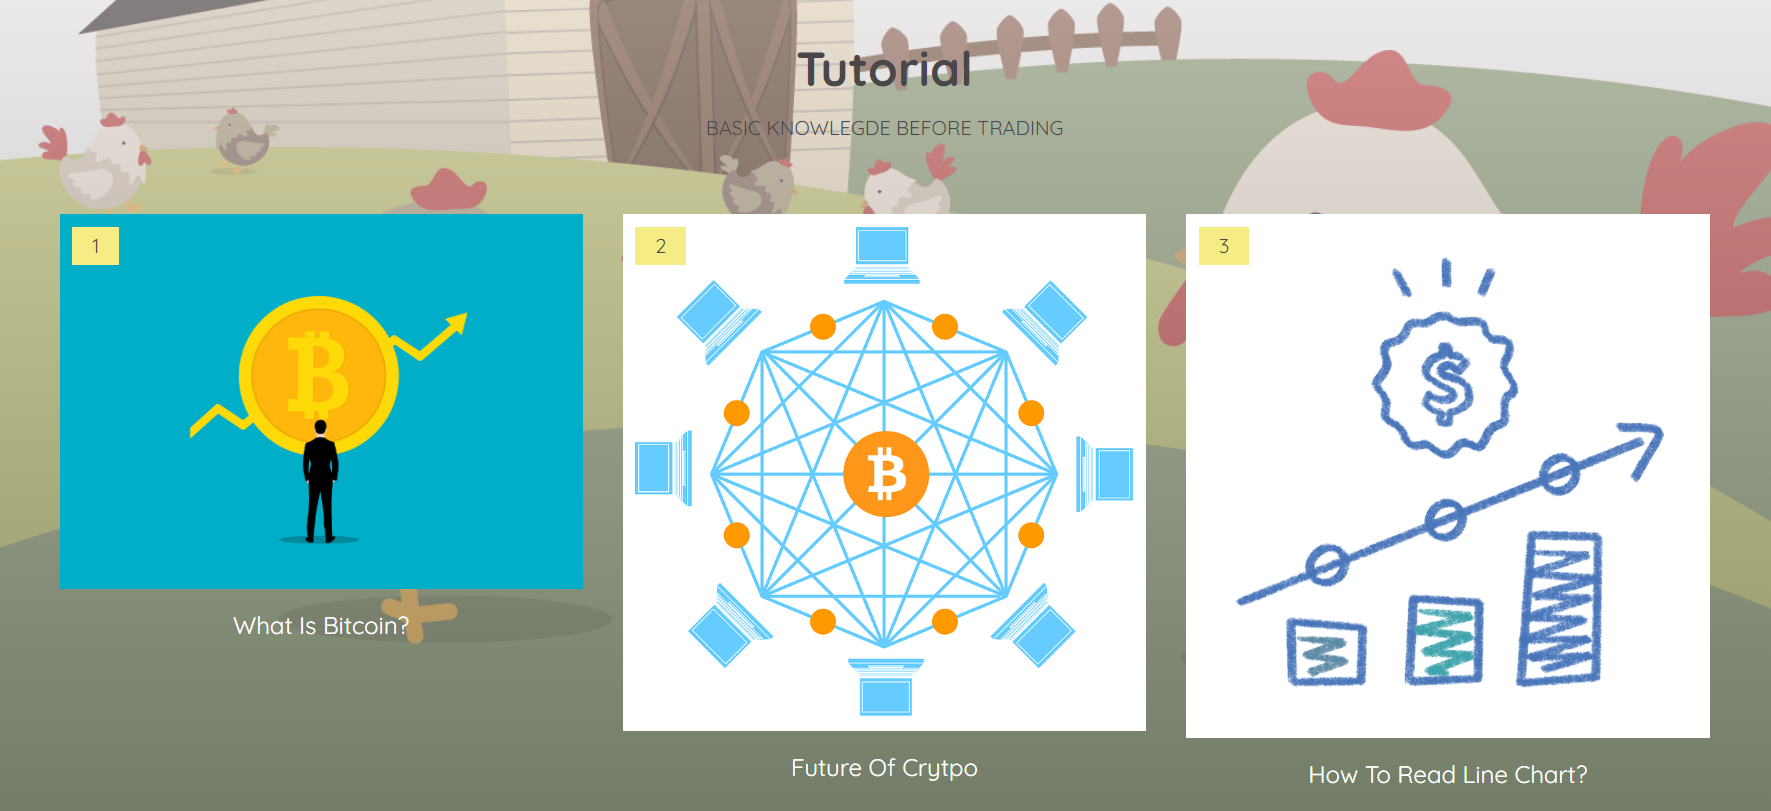 Tutorial
BASIC KNOWLEGDE BEFORE TRADING
1
2
3
What Is Bitcoin?
Future Of Crytpo
How To Read Line Chart?